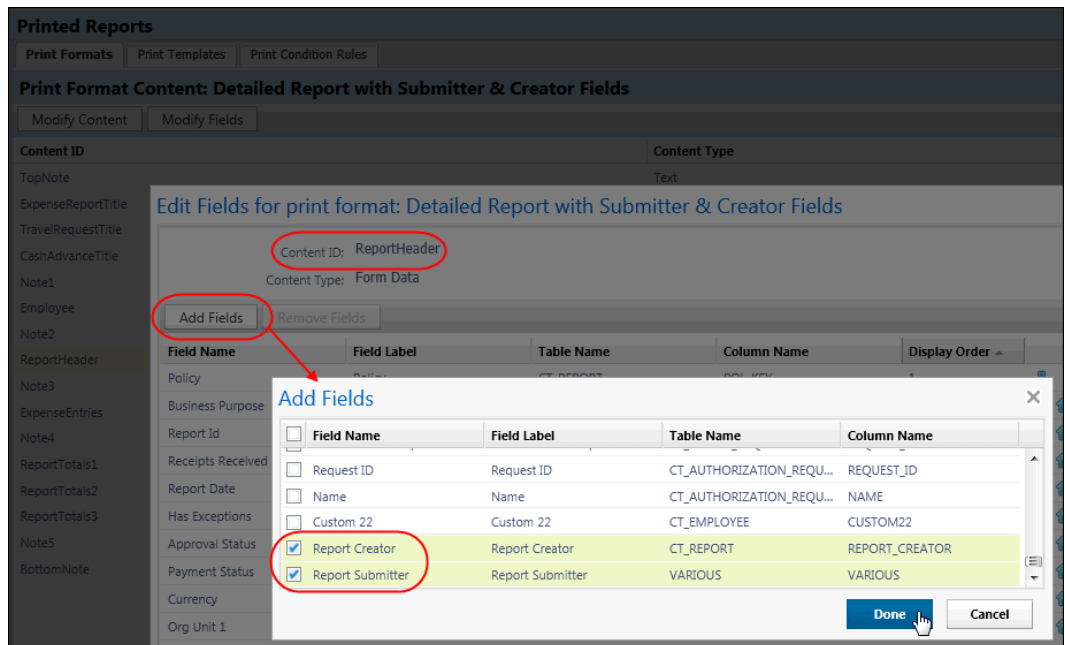 Printed Reports
Print Formats Print Templates Print Condition Rules
Print Format Content: Detailed Report with Submitter & Creator Fields
Modify Content Modify Fields
Content ID Content Type
TopNote Text
ExpenseReportTitle
TravelRequestTitle
CashAdvanceTitle
Note1
Employee
Note2
ReportHeader
Note3
ExpenseEntries
Note4
ReportTotals1
ReportTotals2
ReportTotals3
Note5
BottomNote
Edit Fields for print format: Detailed Report with Submitter & Creator Fields
Content ID: ReportHeader
Content Type: Form Data
Add Fields Remove Fields
Field Name Field Label Table Name Column Name Display Order
Policy Policy CT_REPORT POL_KEY 1
Business Purpose
Report Id
Receipts Received
Report Date
Has Exceptions
Approval Status
Payment Status
Currency
Org Unit 1
Add Fields
Field Name Field Label Table Name Column Name
Request ID Request ID CT_AUTHORIZATION_REQU... REQUEST_ID
Name Name CT_AUTHORIZATION_REQU... NAME
Custom 22 Custom 22 CT_EMPLOYEE CUSTOM22
Report Creator Report Creator CT_REPORT REPORT_CREATOR
Report Submitter Report Submitter VARIOUS VARIOUS
Done Cancel